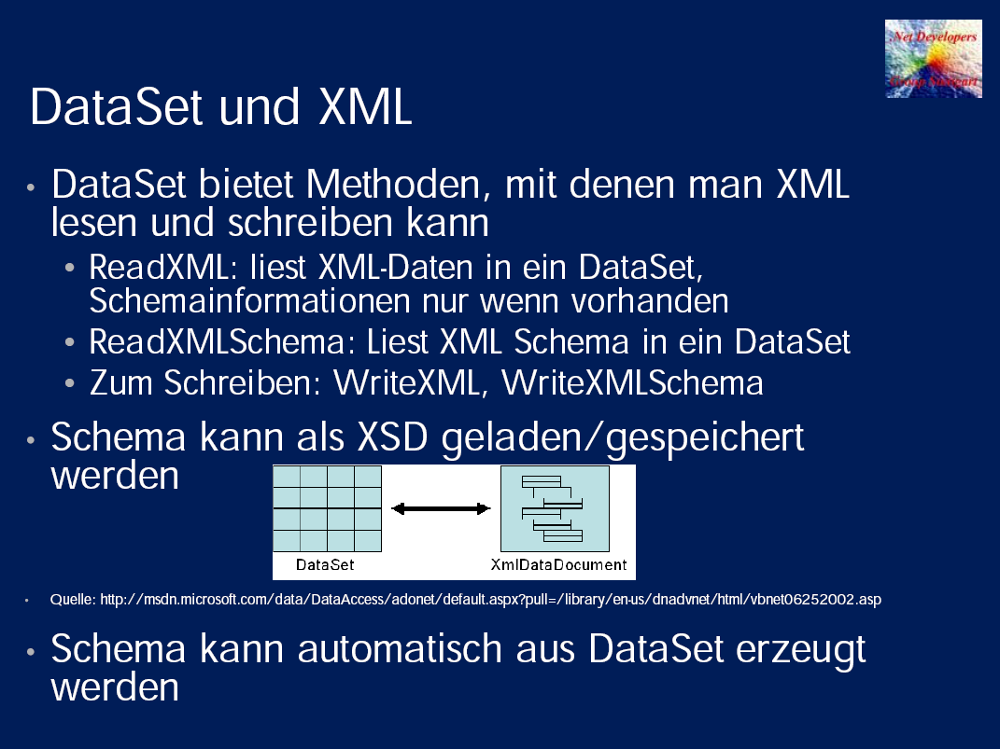 .Net Developers
Group Stuttgart
DataSet und XML
• DataSet bietet Methoden, mit denen man XML
lesen und schreiben kann
• ReadXML: liest XML-Daten in ein DataSet,
Schemainformationen nur wenn vorhanden
• ReadXMLSchema: Liest XML Schema in ein DataSet
• Zum Schreiben: WriteXML, WriteXMLSchema
• Schema kann als XSD geladen/gespeichert
werden
DataSet
XmlDataDocument
• Quelle: http://msdn.microsoft.com/data/DataAccess/adonet/default.aspx?pull=/library/en-us/dnadvnet/html/vbnet06252002.asp
• Schema kann automatisch aus DataSet erzeugt
werden